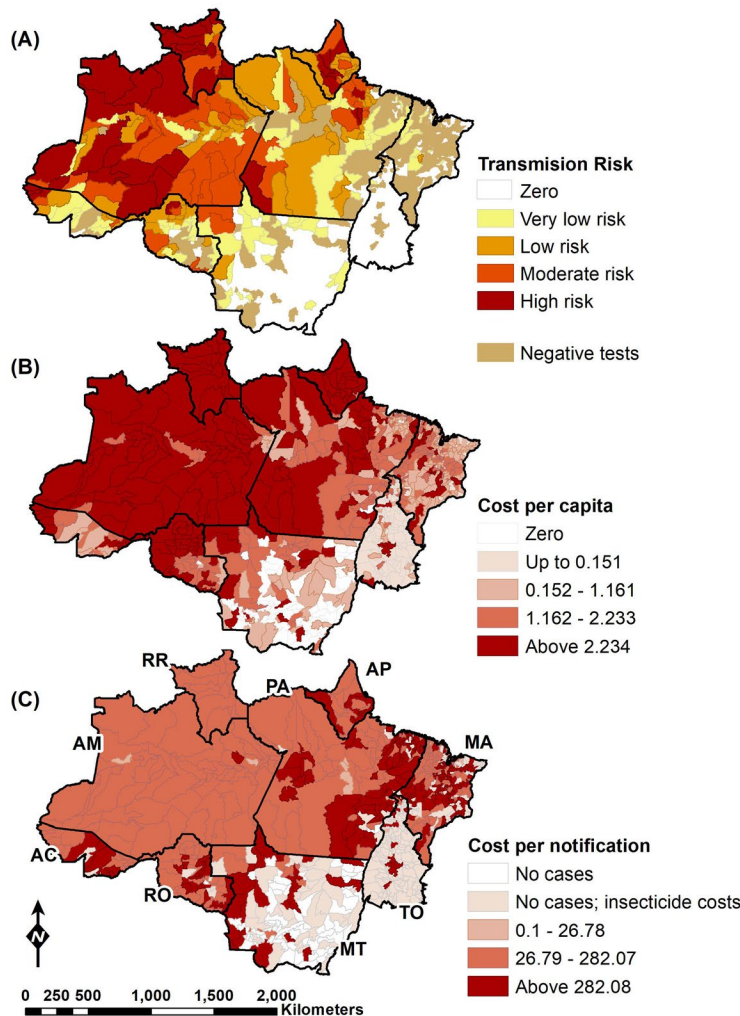 (A)
Transmision Risk
Zero
Very low risk
Low risk
Moderate risk
High risk
Negative tests
(B)
Cost per capita
Zero
Up to 0.151
0.152 - 1.161
1.162 - 2.233
Above 2.234
(C)
RR
PA
AP
AM
MA
AC
RO
TO
MT
Cost per notification
No cases
No cases; insecticide costs
0.1 - 26.78
26.79 - 282.07
Above 282.08
N
0 250 500 1,000 1,500 2,000
Kilometers